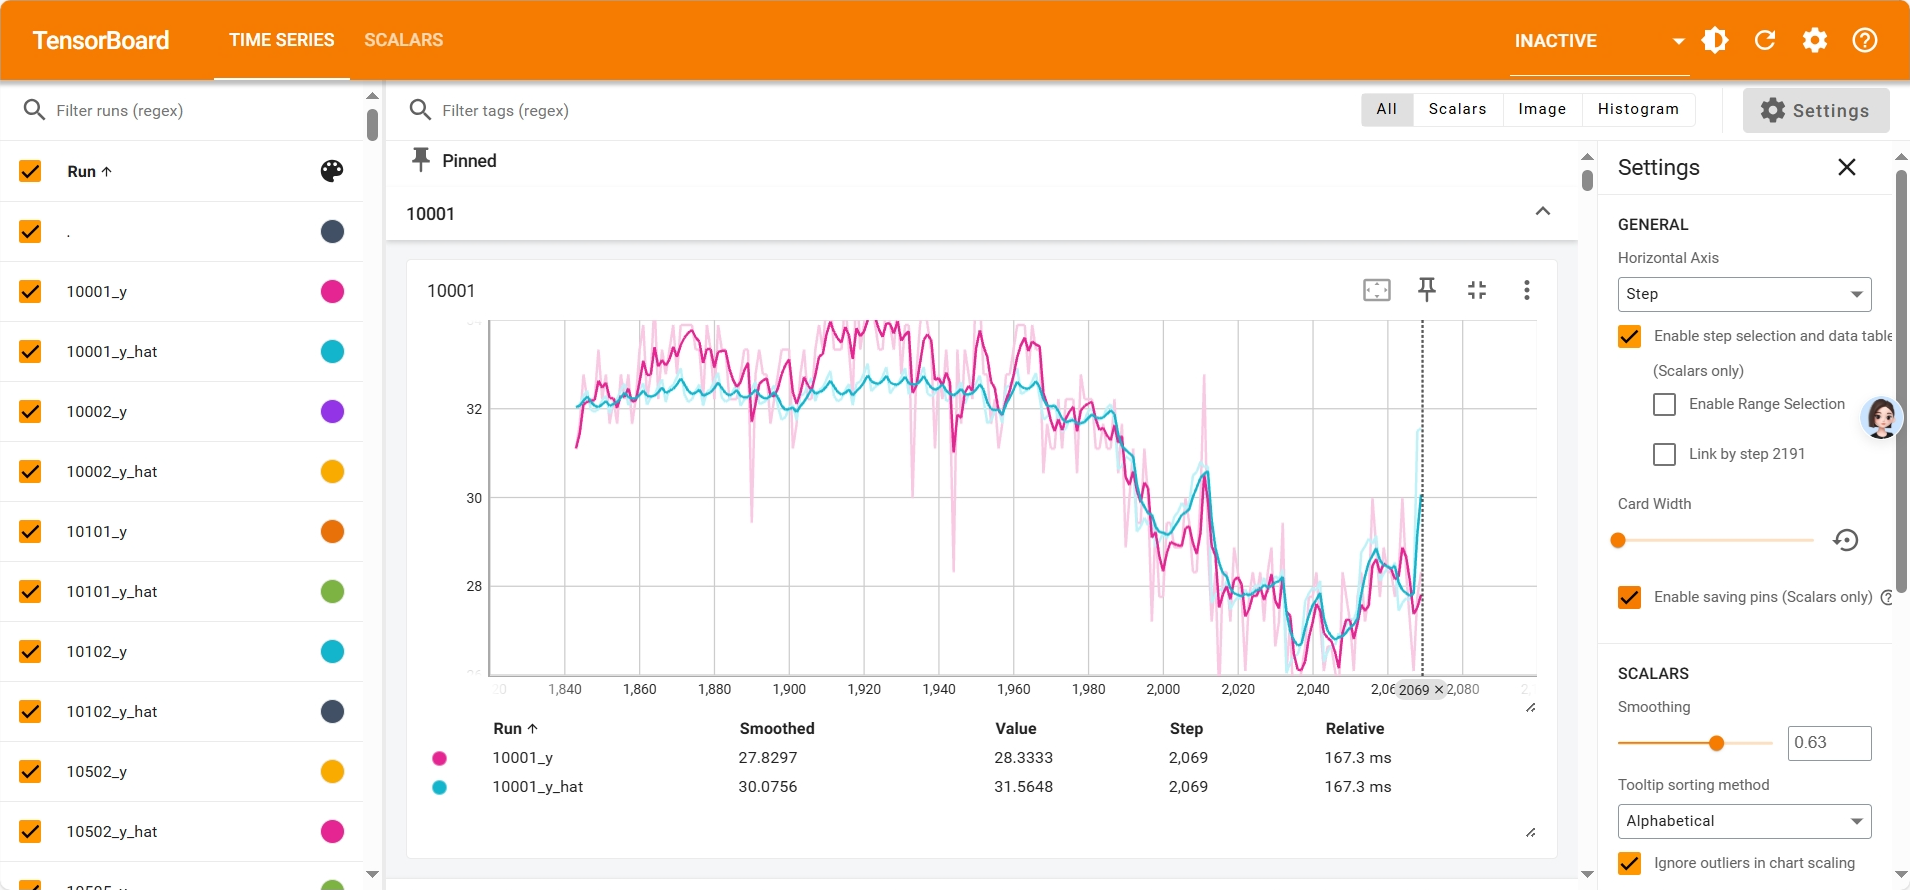 TensorBoard
TIME SERIES
SCALARS
INACTIVE
Filter runs (regex)
Filter tags (regex)
All
Scalars
Image
Histogram
Settings
Run
.
10001_y
10001_y_hat
10002_y
10002_y_hat
10101_y
10101_y_hat
10102_y
10102_y_hat
10502_y
10502_y_hat
Pinned
10001
10001
32
30
28
1,840 1,860 1,880 1,900 1,920 1,940 1,960 1,980 2,000 2,020 2,040 2069 2,080
Run Smoothed Value Step Relative
10001_y 27.8297 28.3333 2,069 167.3 ms
10001_y_hat 30.0756 31.5648 2,069 167.3 ms
Settings
GENERAL
Horizontal Axis
Step
Enable step selection and data table
(Scalars only)
Enable Range Selection
Link by step 2191
Card Width
Enable saving pins (Scalars only)
SCALARS
Smoothing
0.63
Tooltip sorting method
Alphabetical
Ignore outliers in chart scaling